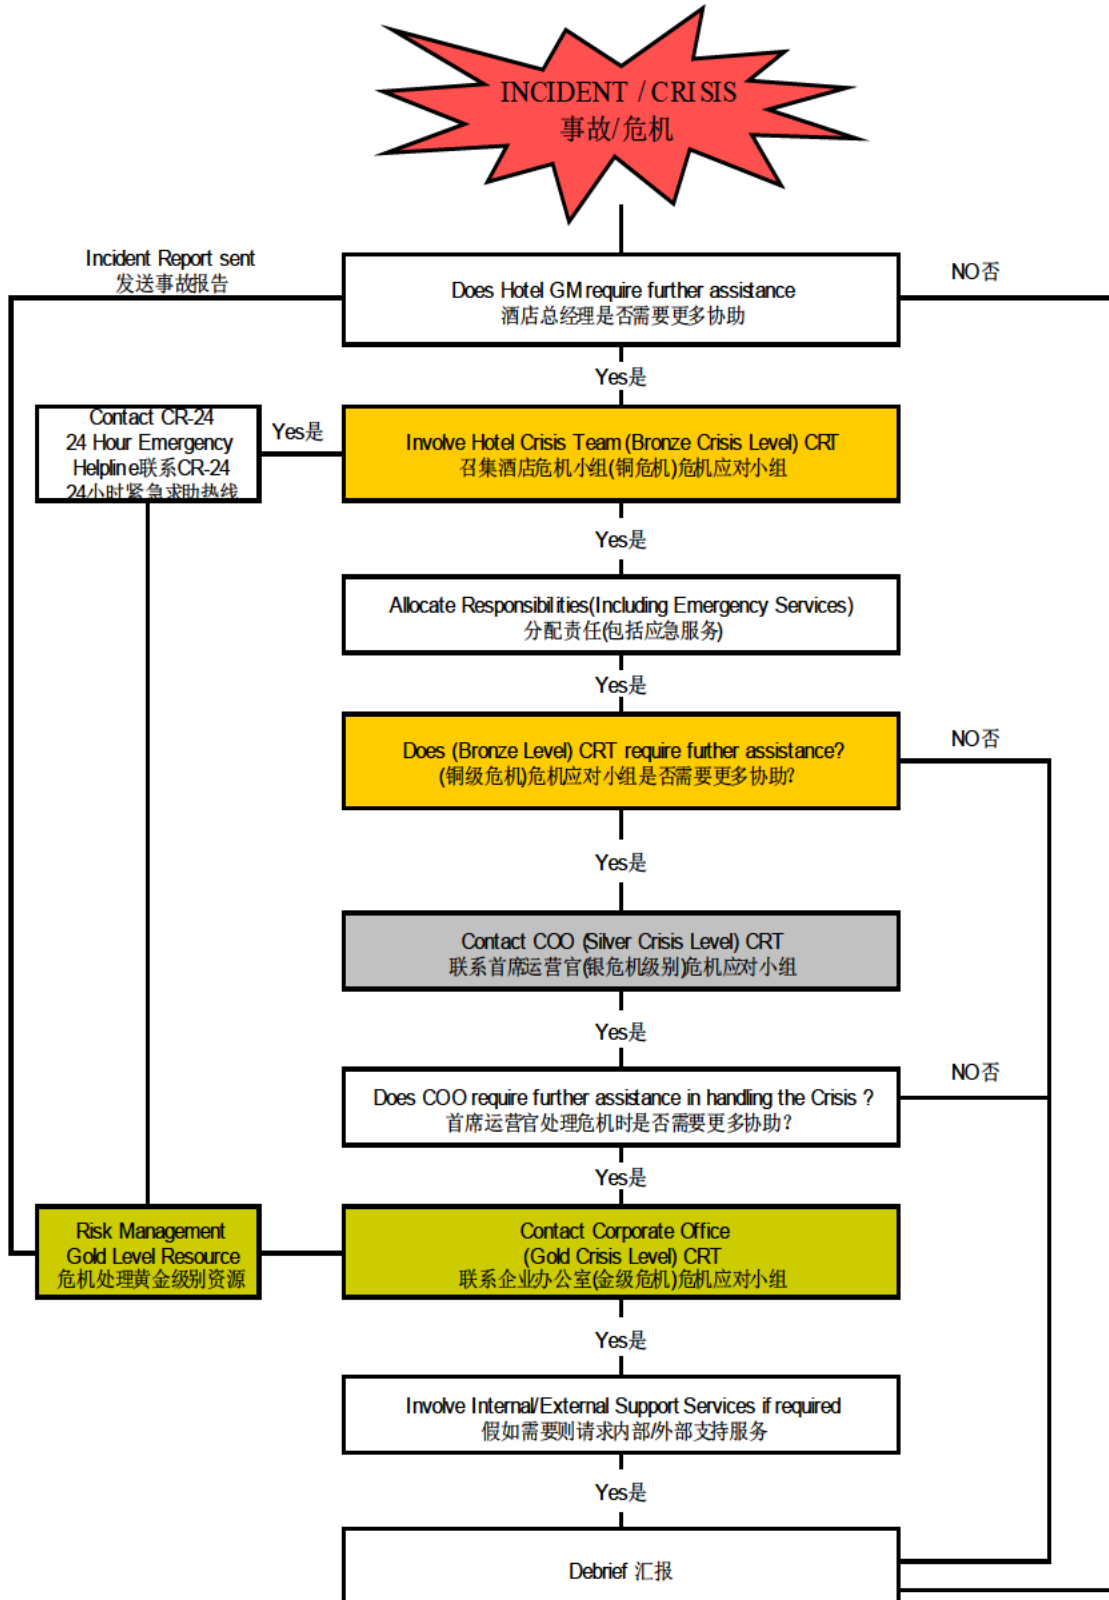 INCIDENT / CRISIS
事故/危机
Incident Report sent
发送事故报告
Does Hotel GM require further assistance
酒店总经理是否需要更多协助
NO否
Yes是
Contact CR-24
24 Hour Emergency
Helpline联系CR-24
24小时紧急求助热线
Yes是
Involve Hotel Crisis Team (Bronze Crisis Level) CRT
召集酒店危机小组(铜危机)危机应对小组
Yes是
Allocate Responsibilities(Including Emergency Services)
分配责任(包括应急服务)
Yes是
Does (Bronze Level) CRT require futher assistance?
(铜级危机)危机应对小组是否需要更多协助?
NO否
Yes是
Contact COO (Silver Crisis Level) CRT
联系首席运营官(银危机级别)危机应对小组
Yes是
Does COO require further assistance in handling the Crisis ?
首席运营官处理危机时是否需要更多协助?
NO否
Yes是
Risk Management
Gold Level Resource
危机处理黄金级别资源
Contact Corporate Office
(Gold Crisis Level) CRT
联系企业办公室(金级危机)危机应对小组
Yes是
Involve Internal/External Support Services if required
假如需要则请求内部/外部支持服务
Yes是
Debrief 汇报